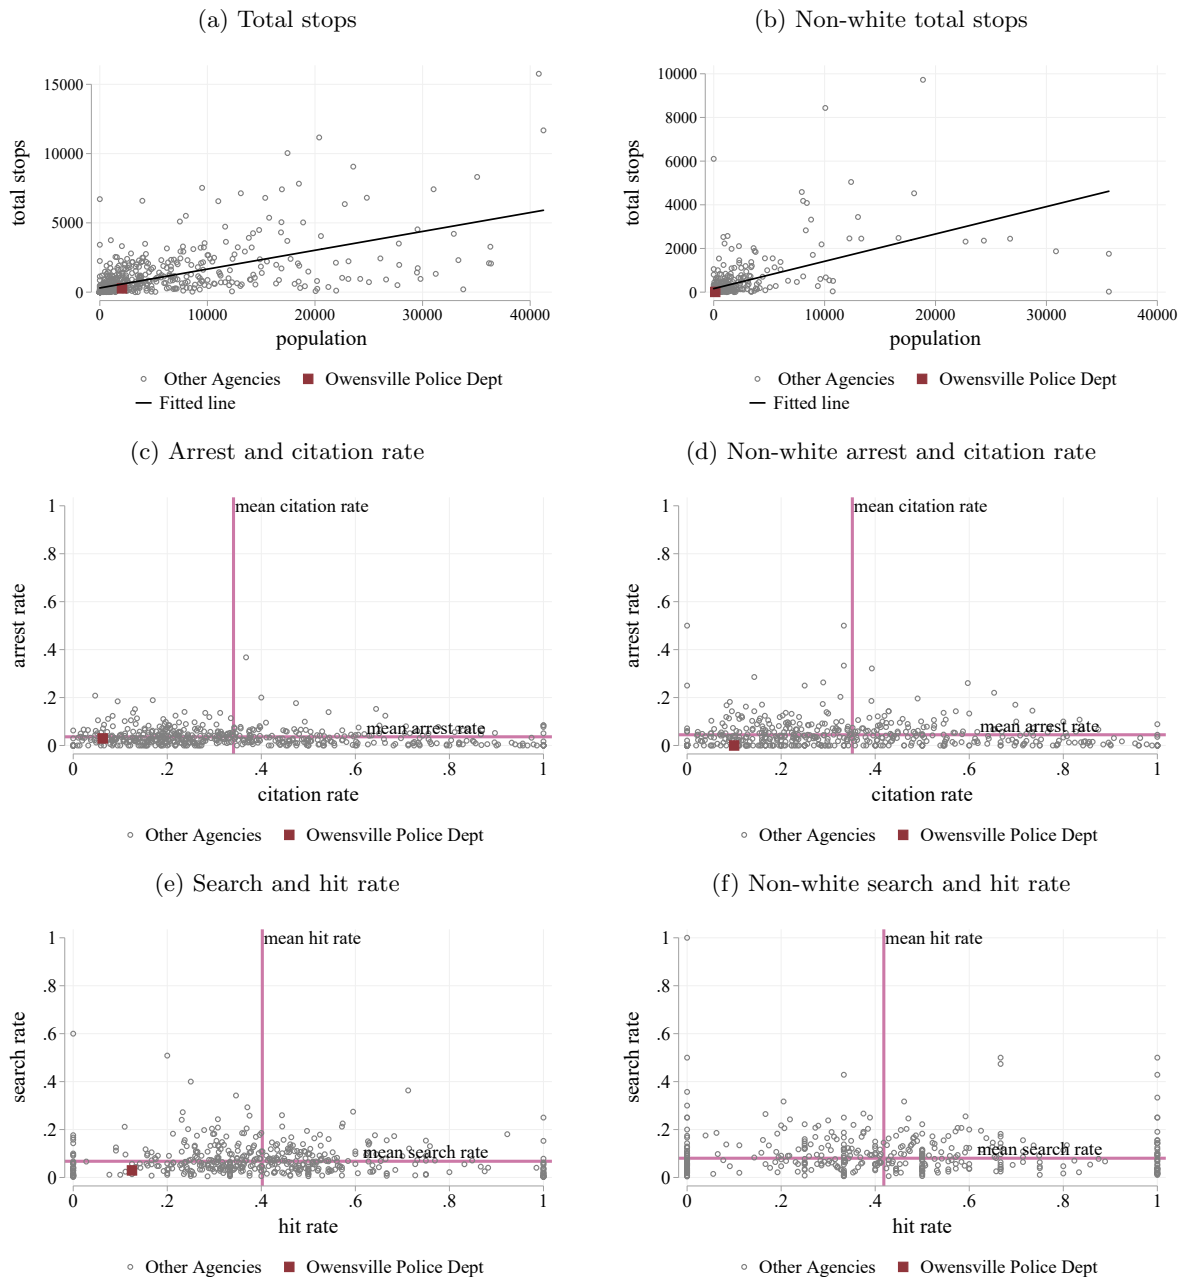 (a) Total stops
15000
10000
5000
0
total stops
0 10000 20000 30000 40000
population
Other Agencies Owensville Police Dept
Fitted line
(b) Non-white total stops
10000
8000
6000
4000
2000
0
total stops
0 10000 20000 30000 40000
population
Other Agencies Owensville Police Dept
Fitted line
(c) Arrest and citation rate
mean citation rate
1
.8
.6
.4
.2
0
arrest rate
mean arrest rate
0 .2 .4 .6 .8 1
citation rate
Other Agencies Owensville Police Dept
(d) Non-white arrest and citation rate
mean citation rate
1
.8
.6
.4
.2
0
arrest rate
mean arrest rate
0 .2 .4 .6 .8 1
citation rate
Other Agencies Owensville Police Dept
(e) Search and hit rate
mean hit rate
1
.8
.6
.4
.2
0
search rate
mean search rate
0 .2 .4 .6 .8 1
hit rate
Other Agencies Owensville Police Dept
(f) Non-white search and hit rate
mean hit rate
1
.8
.6
.4
.2
0
search rate
mean search rate
0 .2 .4 .6 .8 1
hit rate
Other Agencies Owensville Police Dept